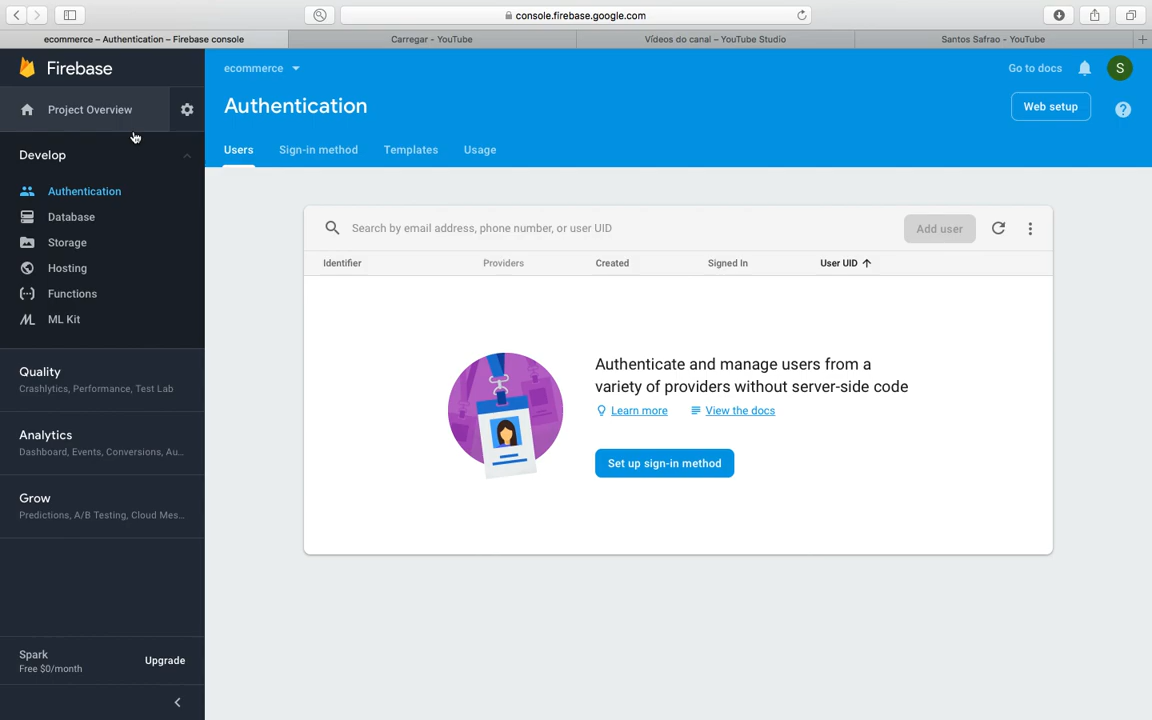 console.firebase.google.com
ecommerce – Authentication – Firebase console
Carregar - YouTube
Vídeos do canal – YouTube Studio
Santos Safrao - YouTube
Firebase
ecommerce
Go to docs
S
Project Overview
Authentication
Web setup
Develop
Users
Sign-in method
Templates
Usage
Authentication
Database
Storage
Hosting
Functions
ML Kit
Search by email address, phone number, or user UID
Add user
Identifier
Providers
Created
Signed In
User UID
Authenticate and manage users from a
variety of providers without server-side code
Learn more
View the docs
Set up sign-in method
Quality
Crashlytics, Performance, Test Lab
Analytics
Dashboard, Events, Conversions, Au...
Grow
Predictions, A/B Testing, Cloud Mes...
Spark
Free $0/month
Upgrade